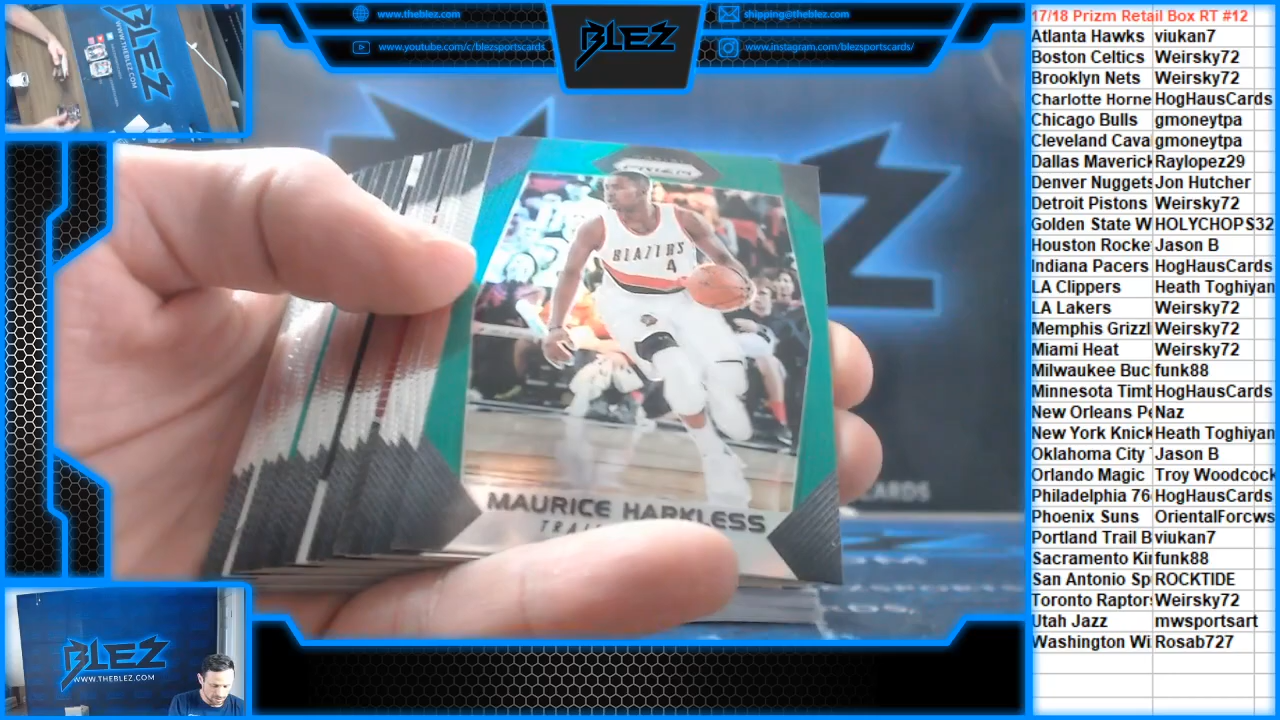 www.theblez.com
www.youtube.com/c/blezsportscards
BLEZ
shipping@theblez.com
www.instagram.com/blezsportscards/
BLEZ
WWW.THEBLEZ.COM
PRIZM
BLAZERS
4
MAURICE HARKLESS
TRAI
CARDS
BLEZ
WWW.THEBLEZ.COM
17/18 Prizm Retail Box RT #12
Atlanta Hawks viukan7
Boston Celtics Weirsky72
Brooklyn Nets Weirsky72
Charlotte Horne HogHausCards
Chicago Bulls gmoneytpa
Cleveland Cava gmoneytpa
Dallas Maverick Raylopez29
Denver Nuggets Jon Hutcher
Detroit Pistons Weirsky72
Golden State W HOLYCHOPS32
Houston Rocke Jason B
Indiana Pacers HogHausCards
LA Clippers Heath Toghiyan
LA Lakers Weirsky72
Memphis Grizzl Weirsky72
Miami Heat Weirsky72
Milwaukee Buc funk88
Minnesota Timb HogHausCards
New Orleans Pe Naz
New York Knick Heath Toghiyan
Oklahoma City Jason B
Orlando Magic Troy Woodcock
Philadelphia 76 HogHausCards
Phoenix Suns OrientalForcws
Portland Trail B viukan7
Sacramento Kin funk88
San Antonio Sp ROCKTIDE
Toronto Raptors Weirsky72
Utah Jazz mwsportsart
Washington Wi Rosab727